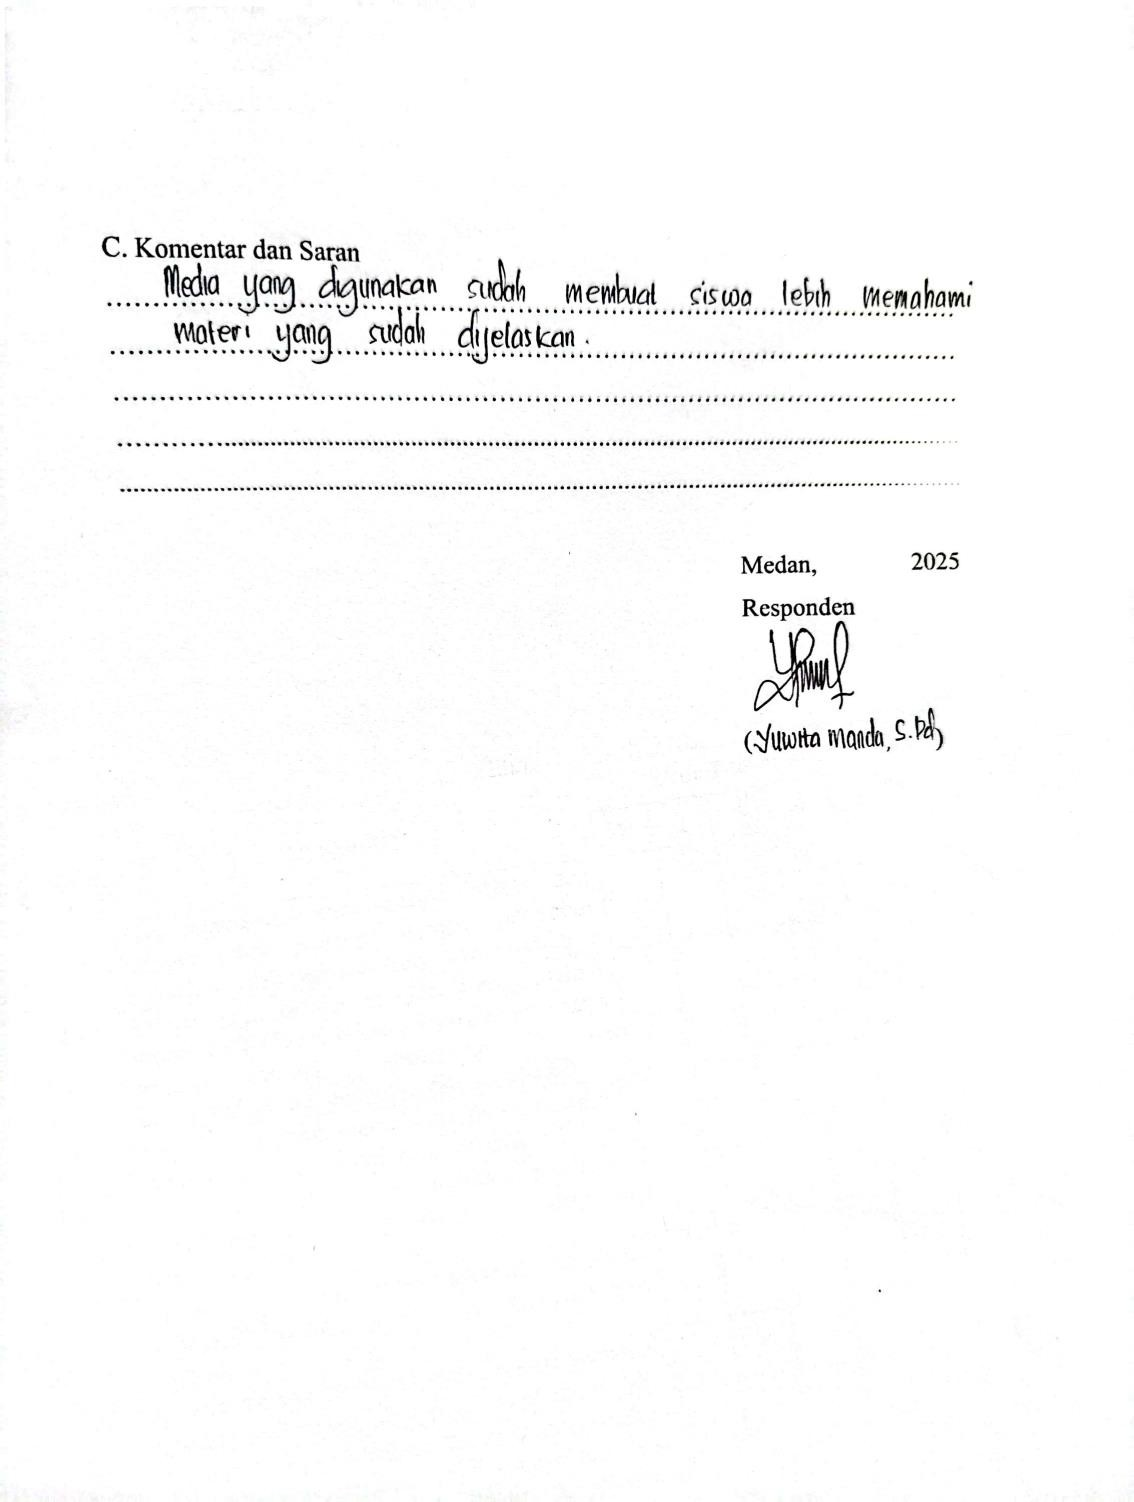 C. Komentar dan Saran
Media yang digunakan sudah membuat siswa lebih memahami
materi yang sudah dijelaskan.
Medan, 2025
Responden
(Yuwita Manda, S.Pd)